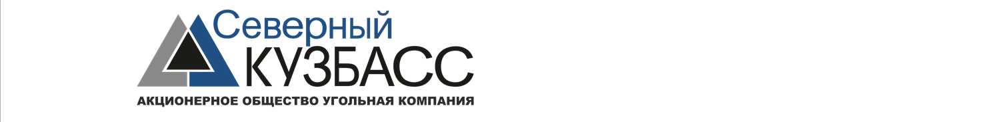 Северный
КУЗБАСС
АКЦИОНЕРНОЕ ОБЩЕСТВО УГОЛЬНАЯ КОМПАНИЯ